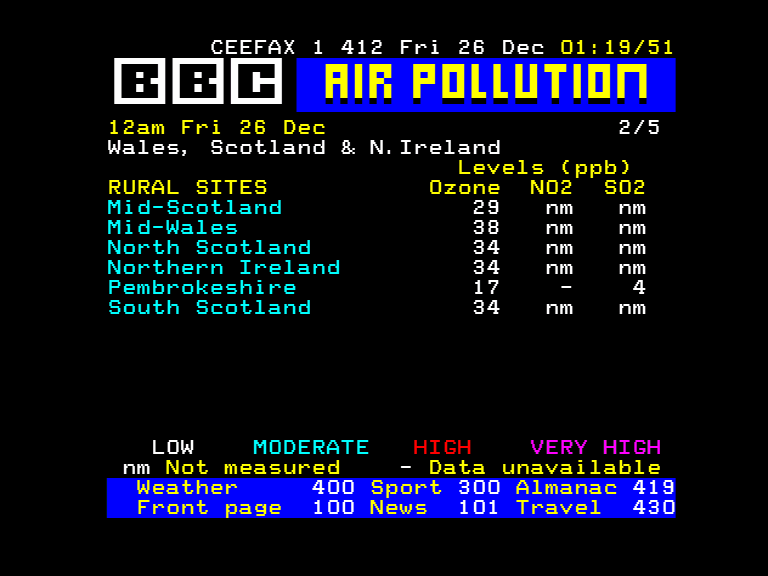 CEEFAX 1 412 Fri 26 Dec 01:19/51
BBC AIR POLLUTION
12am Fri 26 Dec 2/5
Wales, Scotland & N.Ireland
Levels (ppb)
RURAL SITES Ozone NO2 SO2
Mid-Scotland 29 nm nm
Mid-Wales 38 nm nm
North Scotland 34 nm nm
Northern Ireland 34 nm nm
Pembrokeshire 17 - 4
South Scotland 34 nm nm
LOW MODERATE HIGH VERY HIGH
nm Not measured - Data unavailable
Weather 400 Sport 300 Almanac 419
Front page 100 News 101 Travel 430